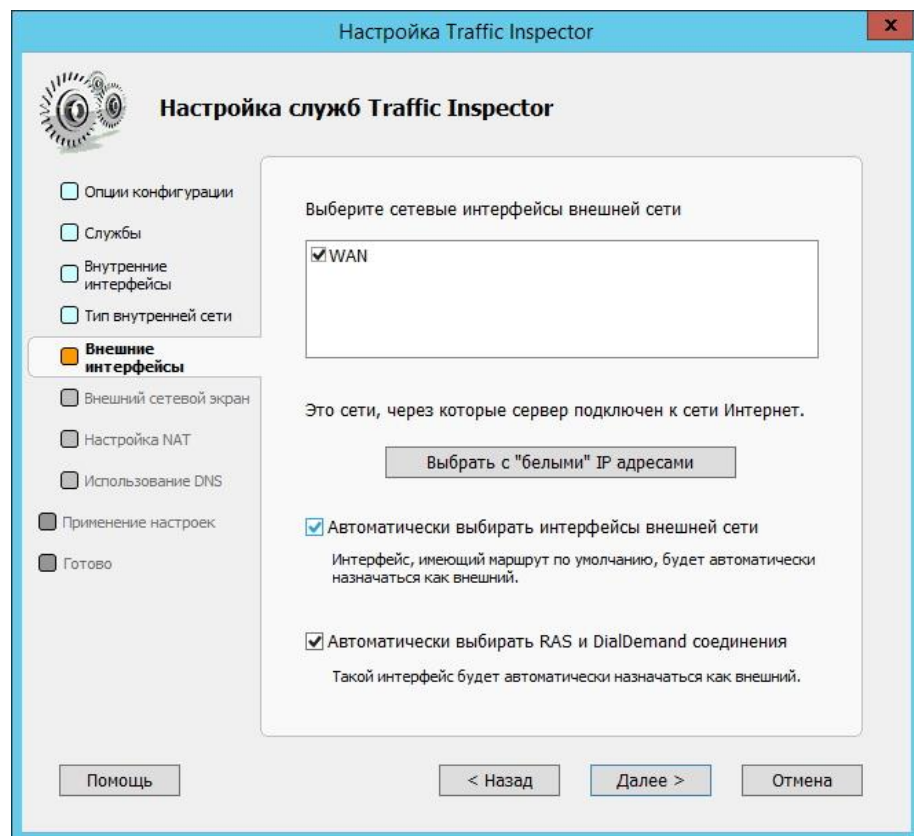 Настройка Traffic Inspector
x
Настройка служб Traffic Inspector
Опции конфигурации
Службы
Внутренние
интерфейсы
Тип внутренней сети
Внешние
интерфейсы
Внешний сетевой экран
Настройка NAT
Использование DNS
Применение настроек
Готово
Выберите сетевые интерфейсы внешней сети
WAN
Это сети, через которые сервер подключен к сети Интернет.
Выбрать с "белыми" IP адресами
Автоматически выбирать интерфейсы внешней сети
Интерфейс, имеющий маршрут по умолчанию, будет автоматически
назначаться как внешний.
Автоматически выбирать RAS и DialDemand соединения
Такой интерфейс будет автоматически назначаться как внешний.
Помощь
< Назад
Далее >
Отмена